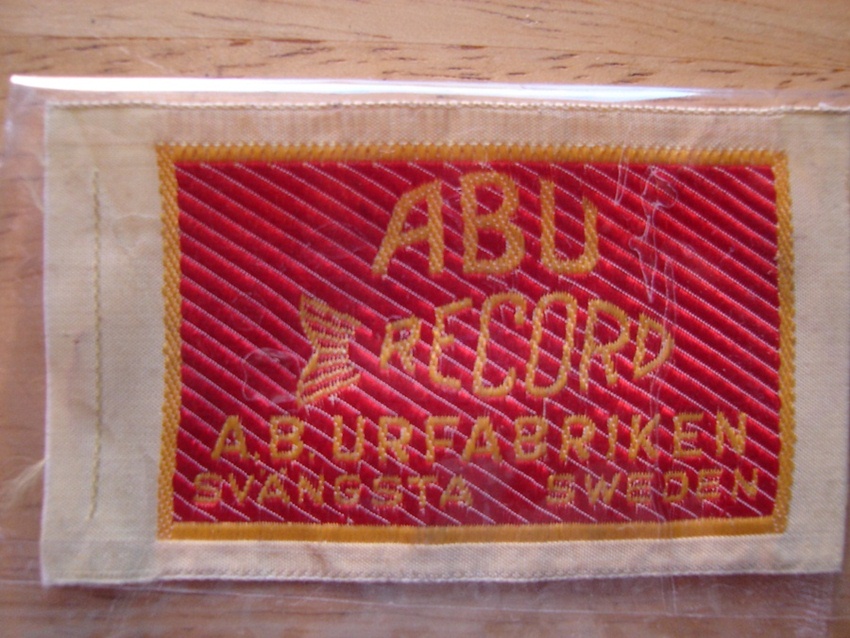 ABU
RECORD
A.B. URFABRIKEN
SVÄNGSTA SWEDEN